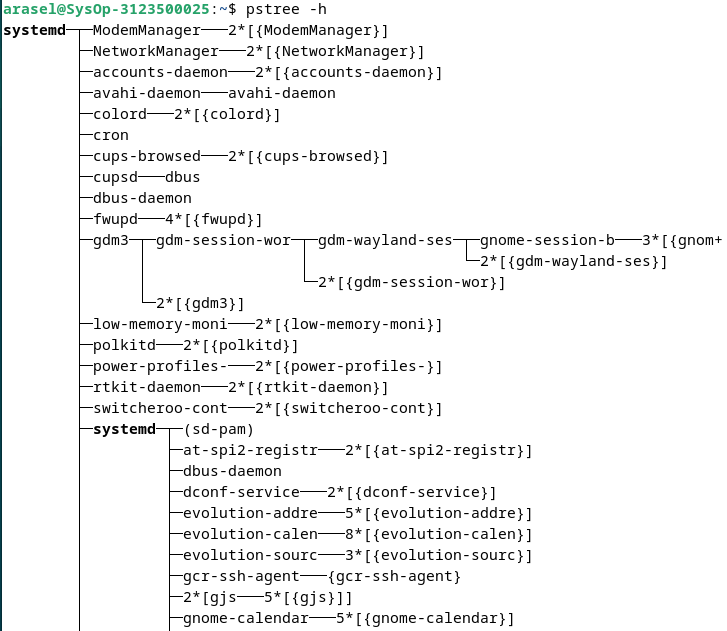 arasel@SysOp-3123500025:~$ pstree -h
systemd─┬─ModemManager───2*[{ModemManager}]
├─NetworkManager───2*[{NetworkManager}]
├─accounts-daemon───2*[{accounts-daemon}]
├─avahi-daemon───avahi-daemon
├─colord───2*[{colord}]
├─cron
├─cups-browsed───2*[{cups-browsed}]
├─cupsd───dbus
├─dbus-daemon
├─fwupd───4*[{fwupd}]
├─gdm3─┬─gdm-session-wor─┬─gdm-wayland-ses─┬─gnome-session-b───3*[{gnom+
│ │ │ └─2*[{gdm-wayland-ses}]
│ │ └─2*[{gdm-session-wor}]
│ └─2*[{gdm3}]
├─low-memory-moni───2*[{low-memory-moni}]
├─polkitd───2*[{polkitd}]
├─power-profiles-───2*[{power-profiles-}]
├─rtkit-daemon───2*[{rtkit-daemon}]
├─switcheroo-cont───2*[{switcheroo-cont}]
├─systemd─┬─(sd-pam)
│ ├─at-spi2-registr───2*[{at-spi2-registr}]
│ ├─dbus-daemon
│ ├─dconf-service───2*[{dconf-service}]
│ ├─evolution-addre───5*[{evolution-addre}]
│ ├─evolution-calen───8*[{evolution-calen}]
│ ├─evolution-sourc───3*[{evolution-sourc}]
│ ├─gcr-ssh-agent───{gcr-ssh-agent}
│ ├─2*[gjs───5*[{gjs}]]
│ ├─gnome-calendar───5*[{gnome-calendar}]